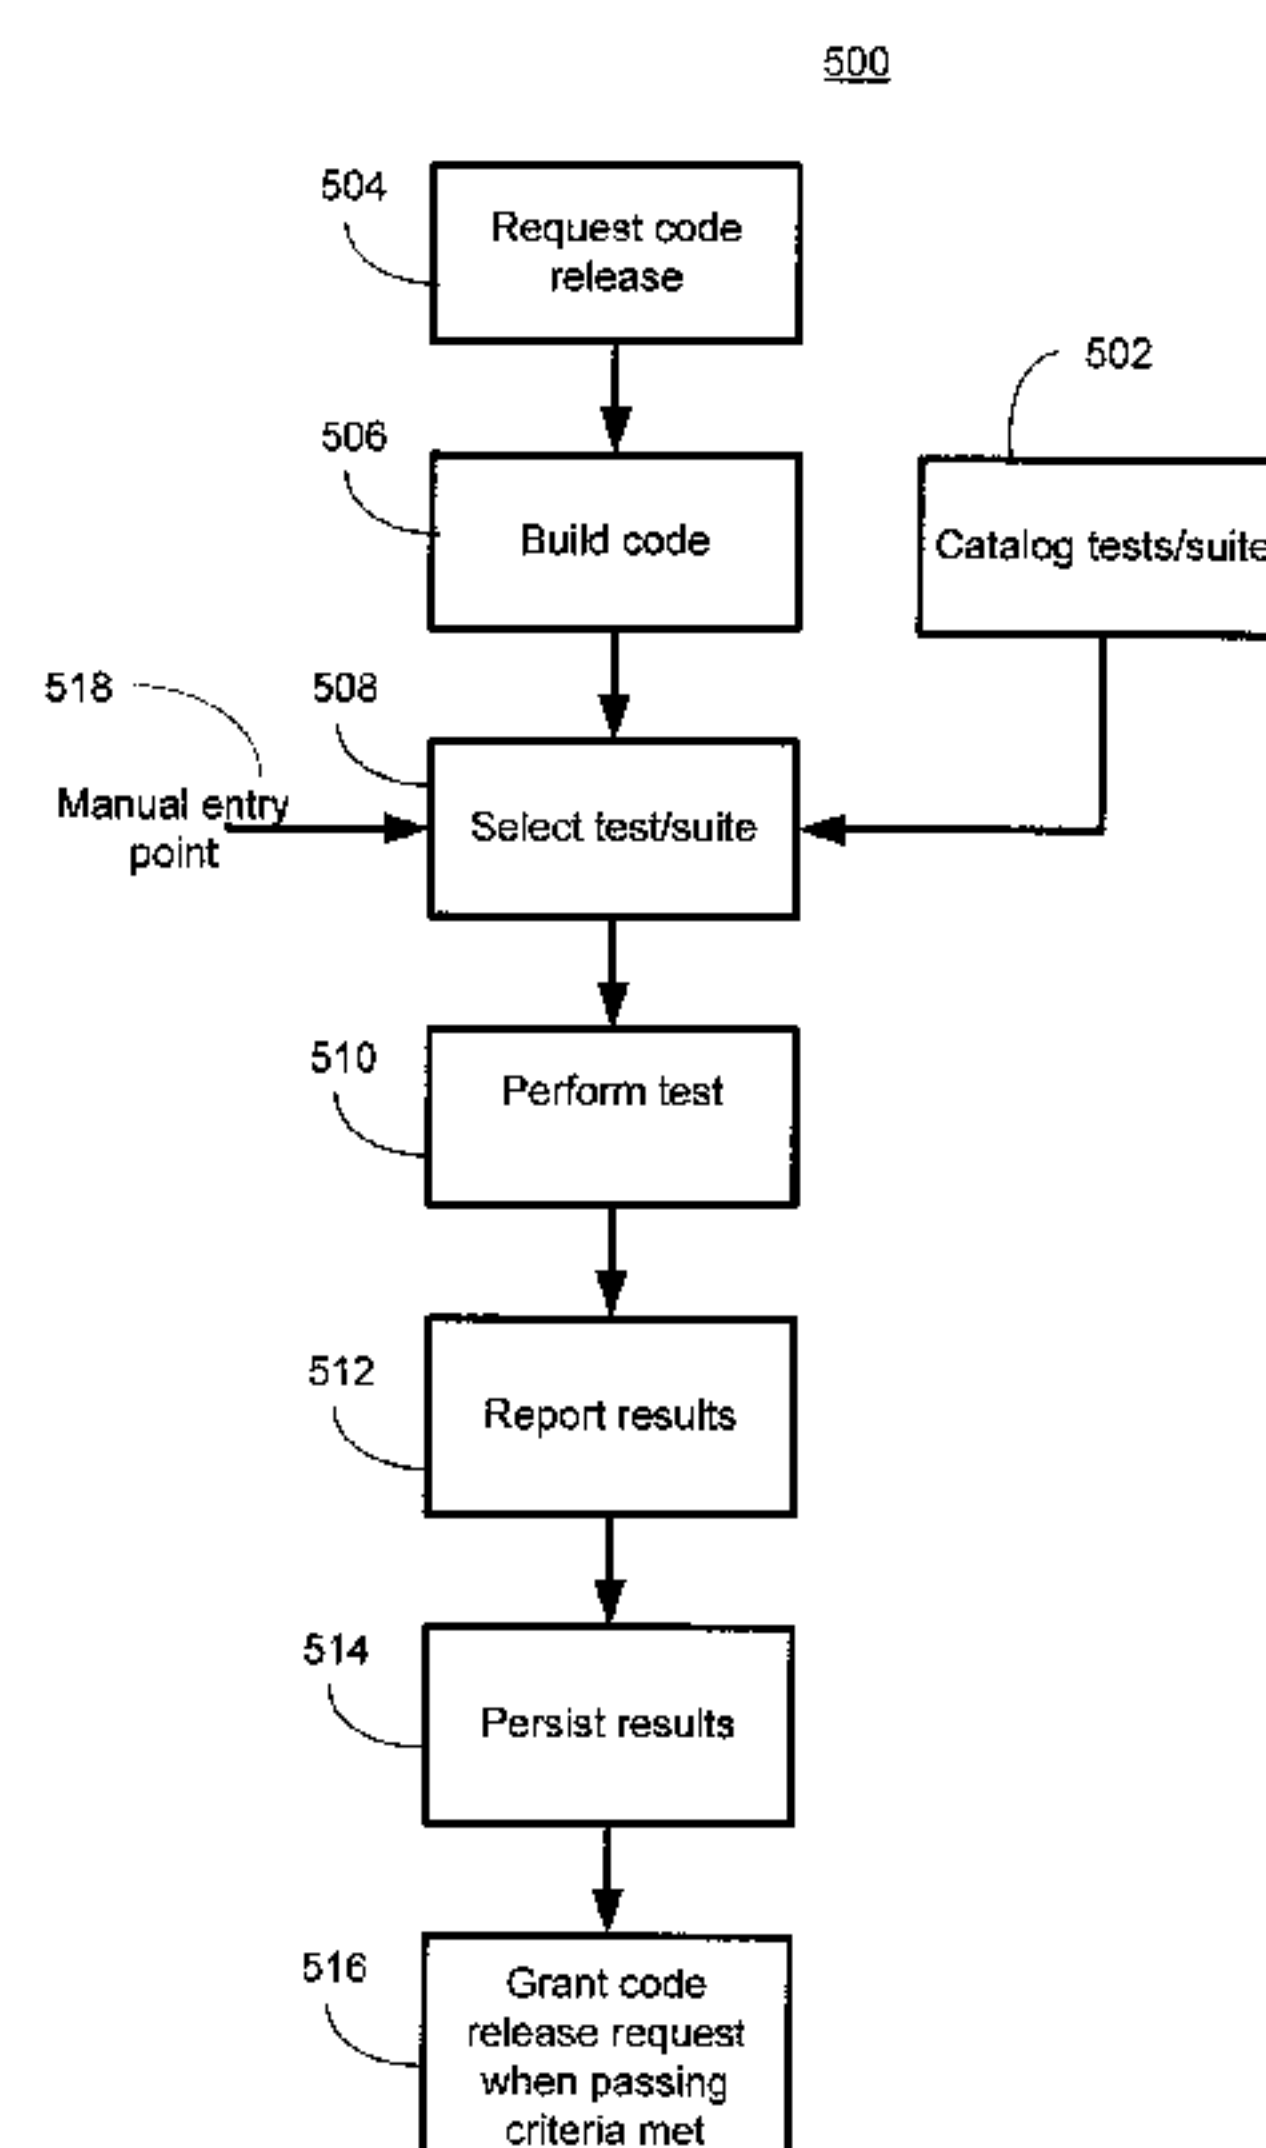 500
504
Request code
release
502
506
Build code
Catalog tests/suite
518
508
Manual entry
point
Select test/suite
510
Perform test
512
Report results
514
Persist results
516
Grant code
release request
when passing
criteria met